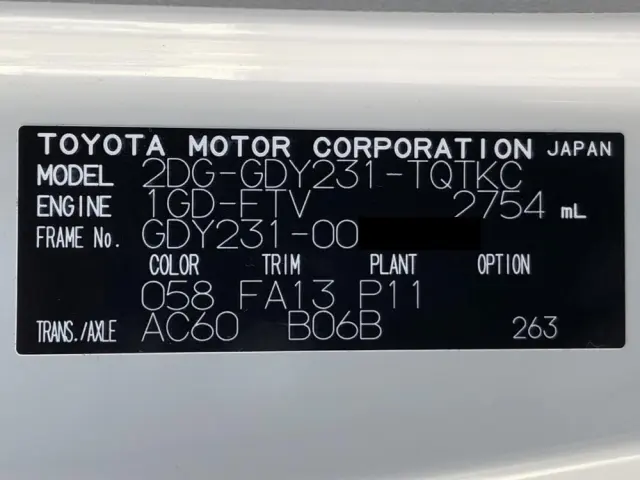 TOYOTA MOTOR CORPORATION JAPAN
MODEL 2DG-GDY231-TQTKC
ENGINE 1GD-FTV 2754 mL
FRAME No. GDY231-00
COLOR TRIM PLANT OPTION
058 FA13 P11
TRANS./AXLE AC60 B06B 263